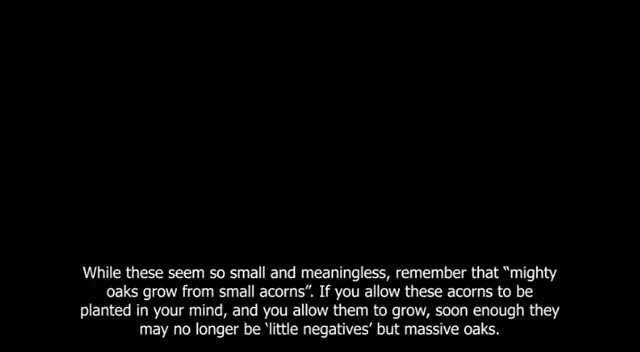 While these seem so small and meaningless, remember that “mighty
oaks grow from small acorns”. If you allow these acorns to be
planted in your mind, and you allow them to grow, soon enough they
may no longer be ‘little negatives’ but massive oaks.